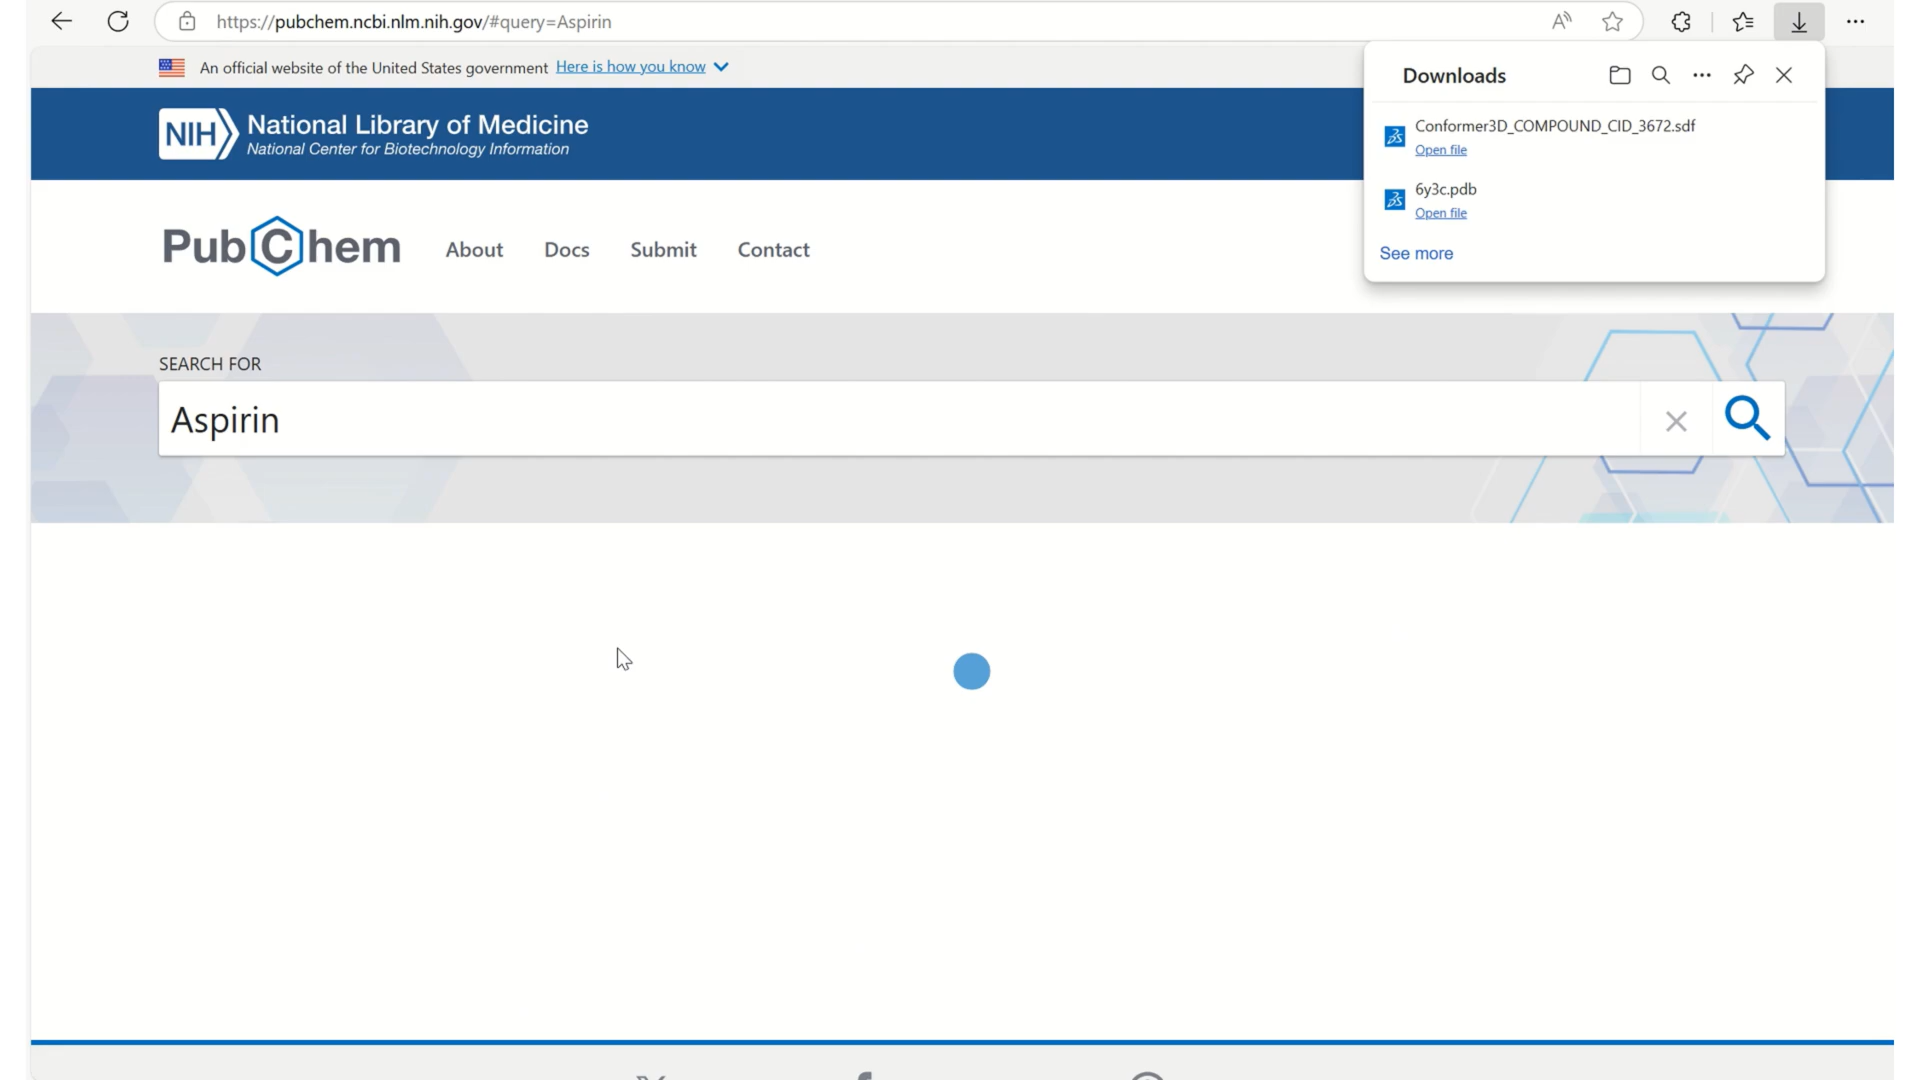 https://pubchem.ncbi.nlm.nih.gov/#query=Aspirin
An official website of the United States government Here is how you know
NIH National Library of Medicine
National Center for Biotechnology Information
Downloads
Conformer3D_COMPOUND_CID_3672.sdf
Open file
6y3c.pdb
Open file
See more
PubChem About Docs Submit Contact
SEARCH FOR
Aspirin